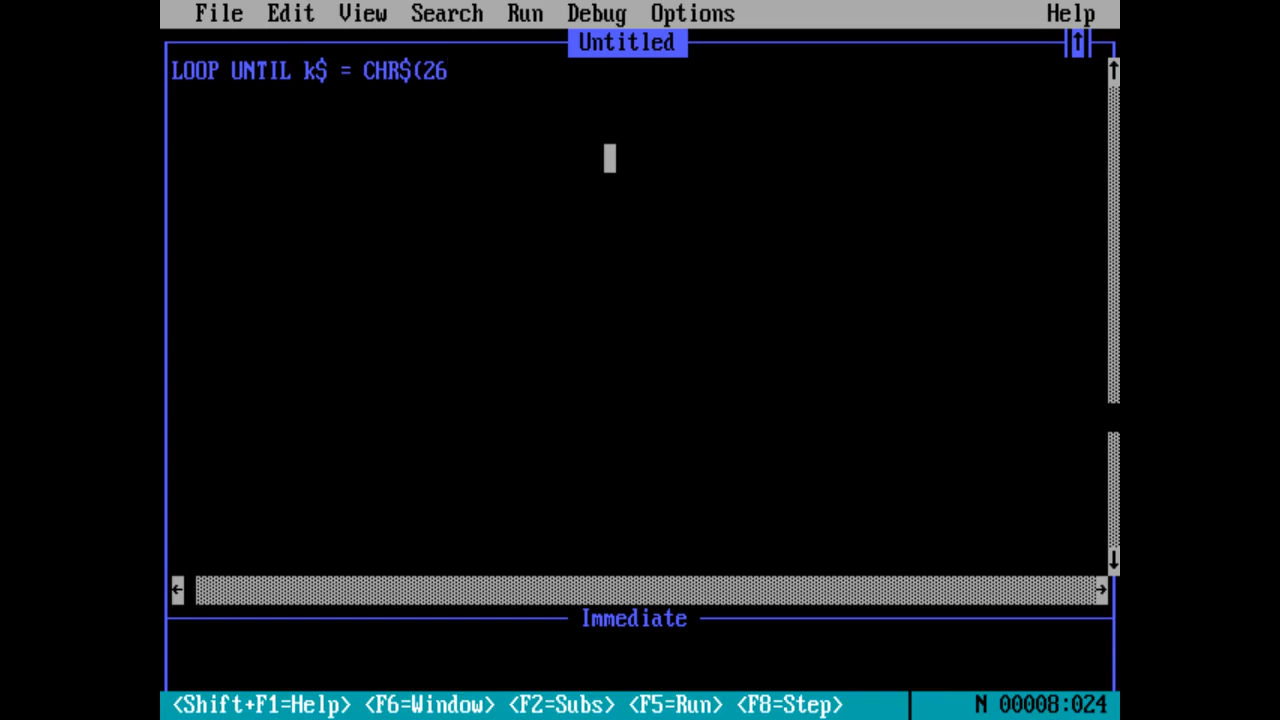 File Edit View Search Run Debug Options Help
Untitled
↑
LOOP UNTIL k$ = CHR$(26
↑
↓
← →
Immediate
<Shift+F1=Help> <F6=Window> <F2=Subs> <F5=Run> <F8=Step> N 00008:024